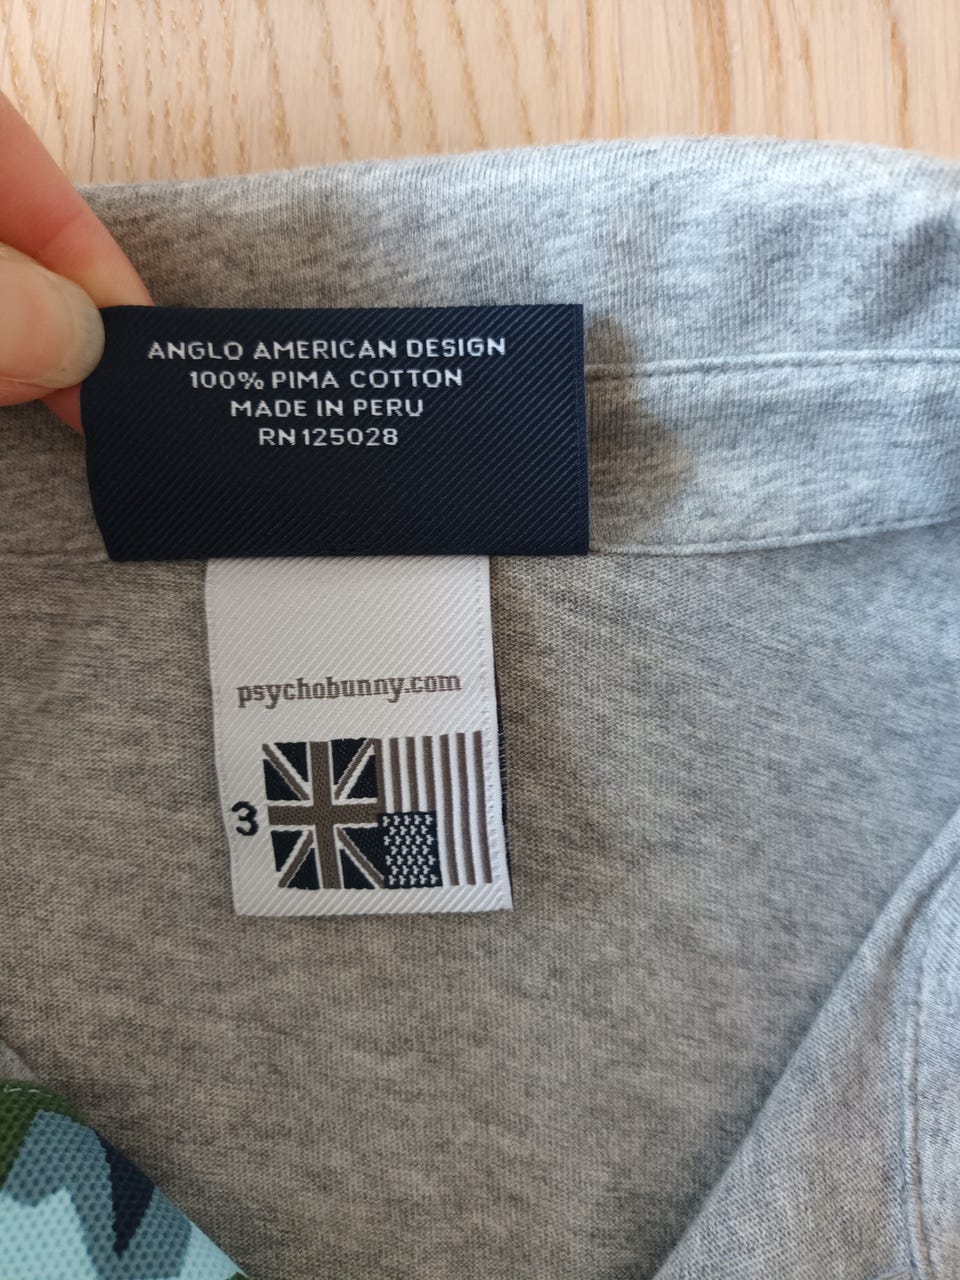 ANGLO AMERICAN DESIGN
100% PIMA COTTON
MADE IN PERU
RN 125028
psychobunny.com
3